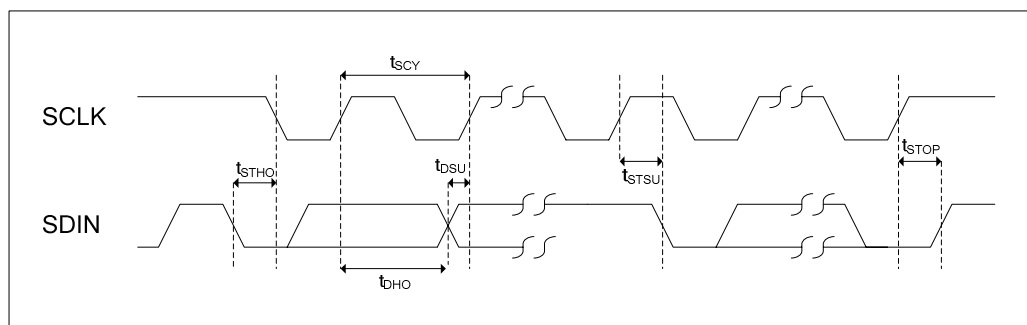 tSCY
SCLK
tSTHO
tDSU
tSTSU
tSTOP
SDIN
tDHO